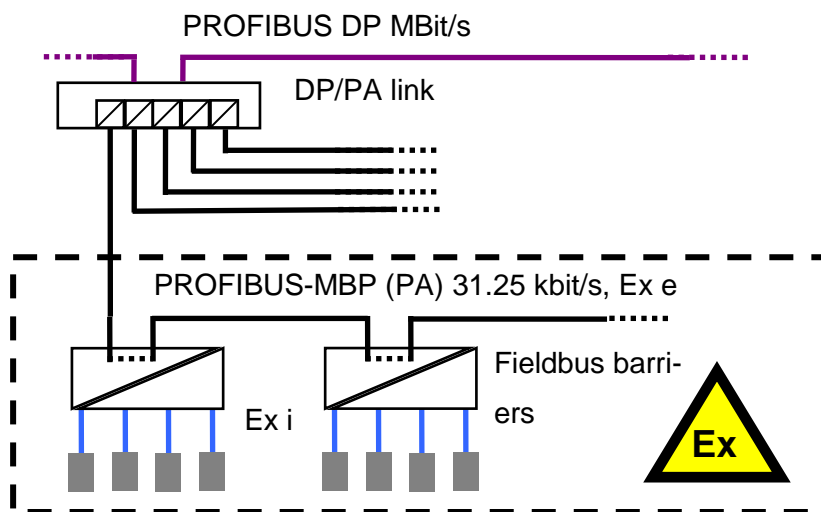 PROFIBUS DP MBit/s
DP/PA link
PROFIBUS-MBP (PA) 31.25 kbit/s, Ex e
Fieldbus barri-
ers
Ex i
Ex